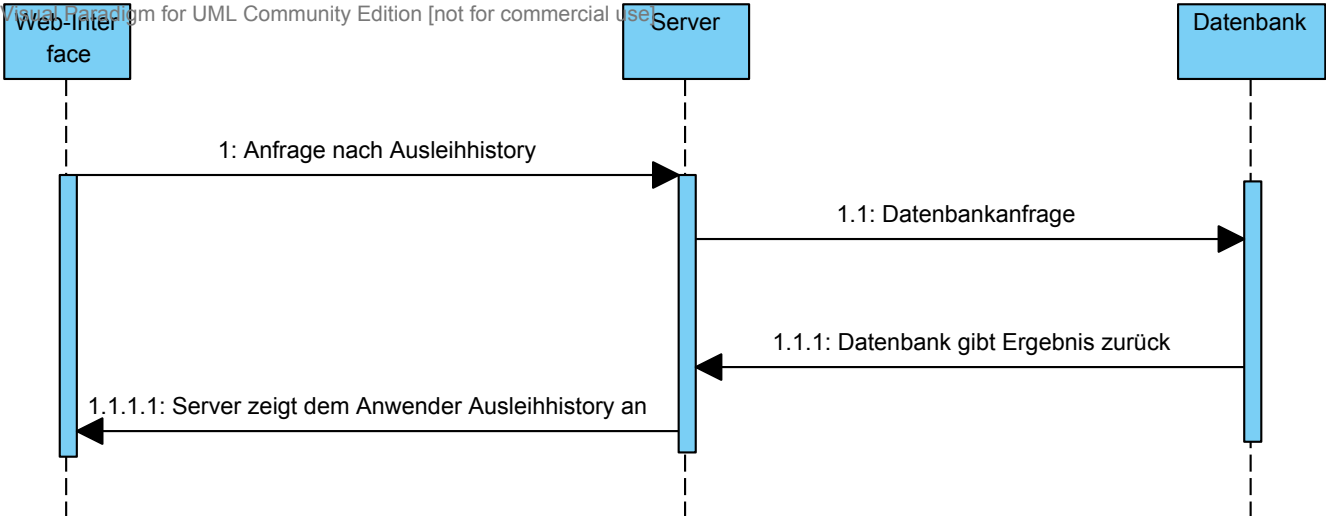 Visual Paradigm for UML Community Edition [not for commercial use]
Web-Inter
face
Server
Datenbank
1: Anfrage nach Ausleihhistory
1.1: Datenbankanfrage
1.1.1: Datenbank gibt Ergebnis zurück
1.1.1.1: Server zeigt dem Anwender Ausleihhistory an